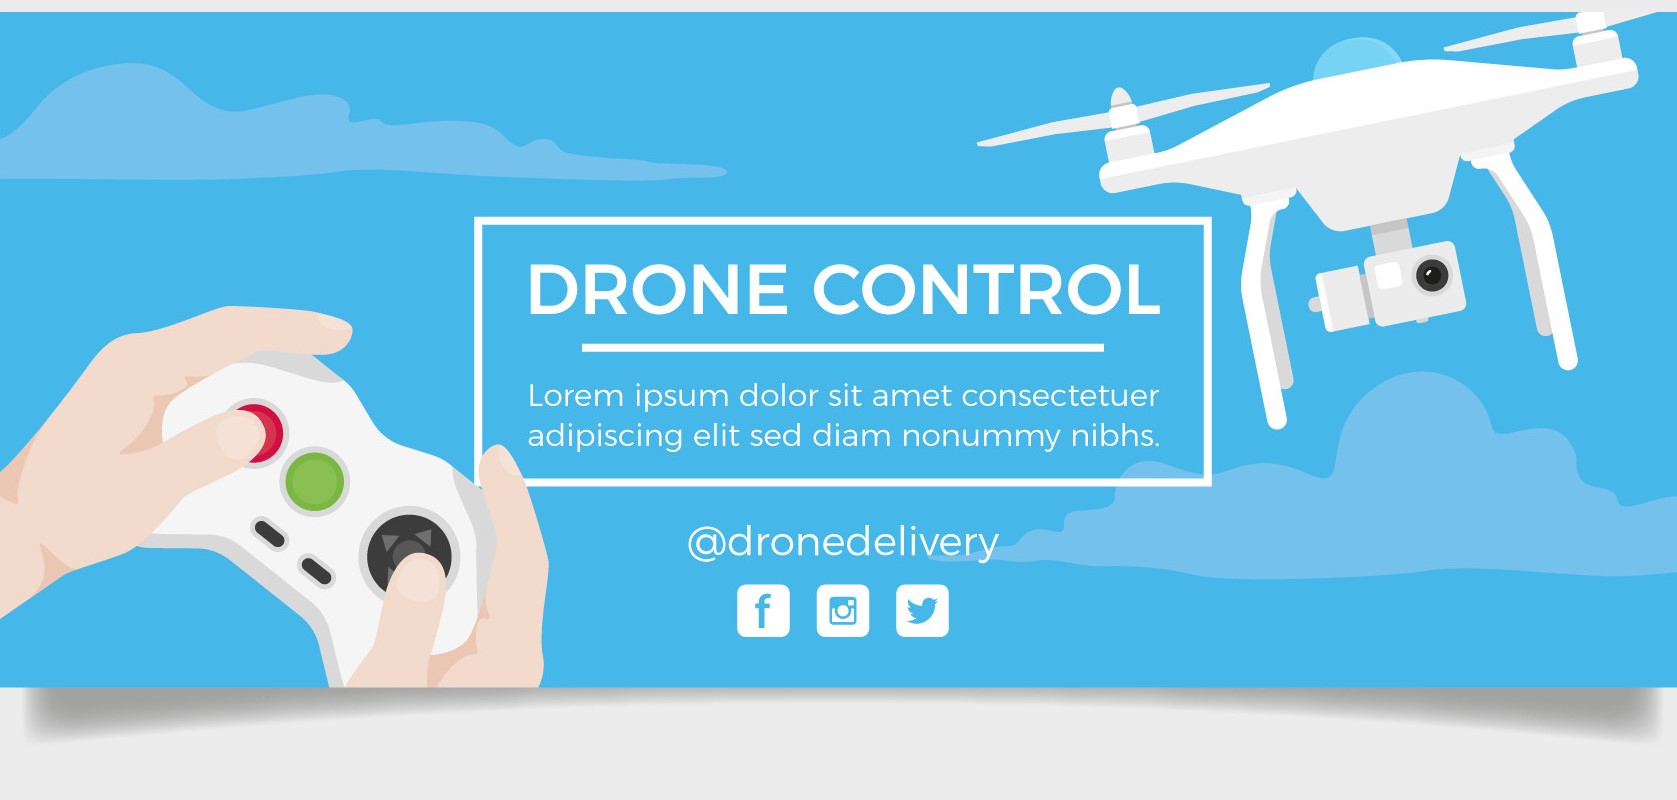 DRONE CONTROL
Lorem ipsum dolor sit amet consectetuer
adipiscing elit sed diam nonummy nibhs.
@dronedelivery
f